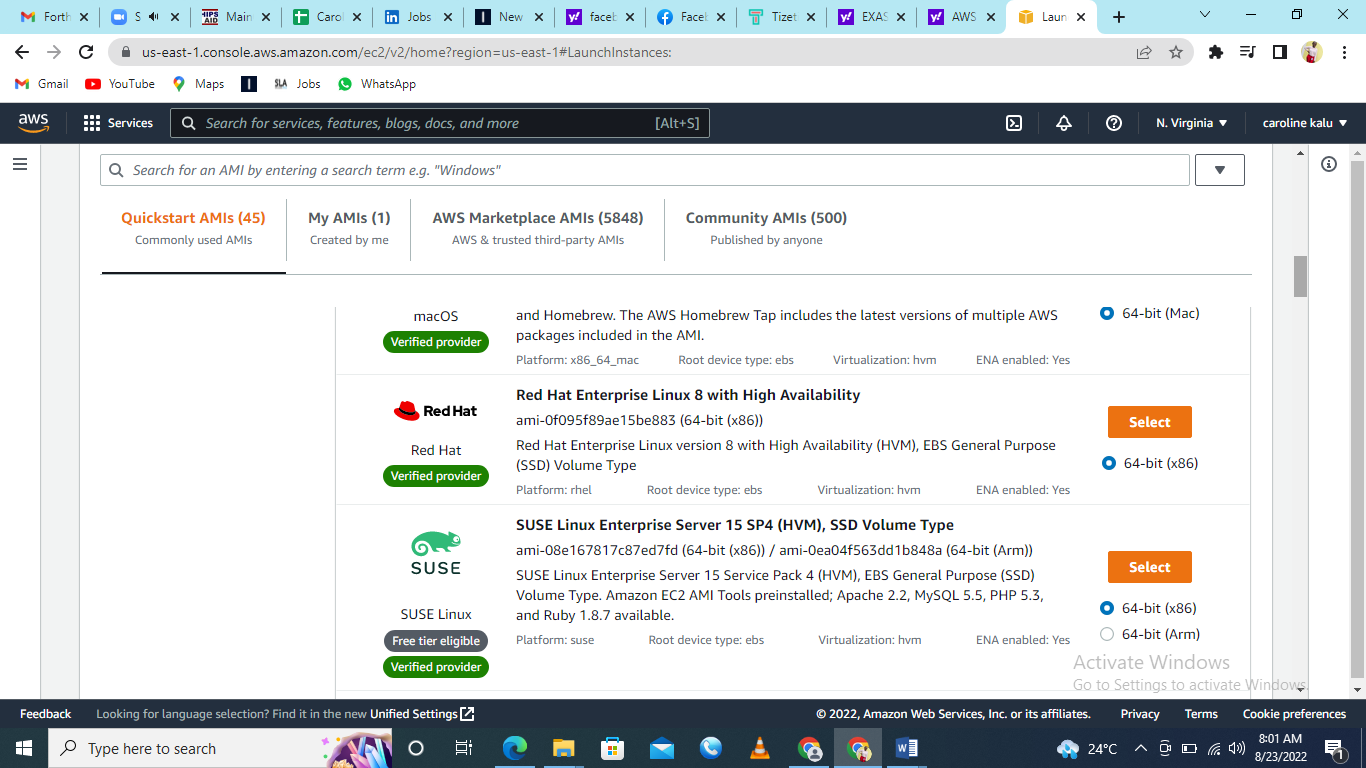 Forth
S
Main
Carol
Jobs
New
faceb
Faceb
Tizet
EXAS
AWS
Laun
us-east-1.console.aws.amazon.com/ec2/v2/home?region=us-east-1#LaunchInstances:
Gmail YouTube Maps SLA Jobs WhatsApp
aws Services Search for services, features, blogs, docs, and more [Alt+S] N. Virginia caroline kalu
Search for an AMI by entering a search term e.g. "Windows"
Quickstart AMIs (45) My AMIs (1) AWS Marketplace AMIs (5848) Community AMIs (500)
Commonly used AMIs Created by me AWS & trusted third-party AMIs Published by anyone
macOS
Verified provider
and Homebrew. The AWS Homebrew Tap includes the latest versions of multiple AWS
packages included in the AMI.
Platform: x86_64_mac Root device type: ebs Virtualization: hvm ENA enabled: Yes
64-bit (Mac)
Red Hat
Red Hat
Verified provider
Red Hat Enterprise Linux 8 with High Availability
ami-0f095f89ae15be883 (64-bit (x86))
Red Hat Enterprise Linux version 8 with High Availability (HVM), EBS General Purpose
(SSD) Volume Type
Platform: rhel Root device type: ebs Virtualization: hvm ENA enabled: Yes
Select
64-bit (x86)
SUSE
SUSE Linux
Free tier eligible
Verified provider
SUSE Linux Enterprise Server 15 SP4 (HVM), SSD Volume Type
ami-08e167817c87ed7fd (64-bit (x86)) / ami-0ea04f563dd1b848a (64-bit (Arm))
SUSE Linux Enterprise Server 15 Service Pack 4 (HVM), EBS General Purpose (SSD)
Volume Type. Amazon EC2 AMI Tools preinstalled; Apache 2.2, MySQL 5.5, PHP 5.3,
and Ruby 1.8.7 available.
Platform: suse Root device type: ebs Virtualization: hvm ENA enabled: Yes
Select
64-bit (x86)
64-bit (Arm)
Activate Windows
Go to Settings to activate Windows.
Feedback Looking for language selection? Find it in the new Unified Settings © 2022, Amazon Web Services, Inc. or its affiliates. Privacy Terms Cookie preferences
Type here to search 24°C 8:01 AM
8/23/2022
1